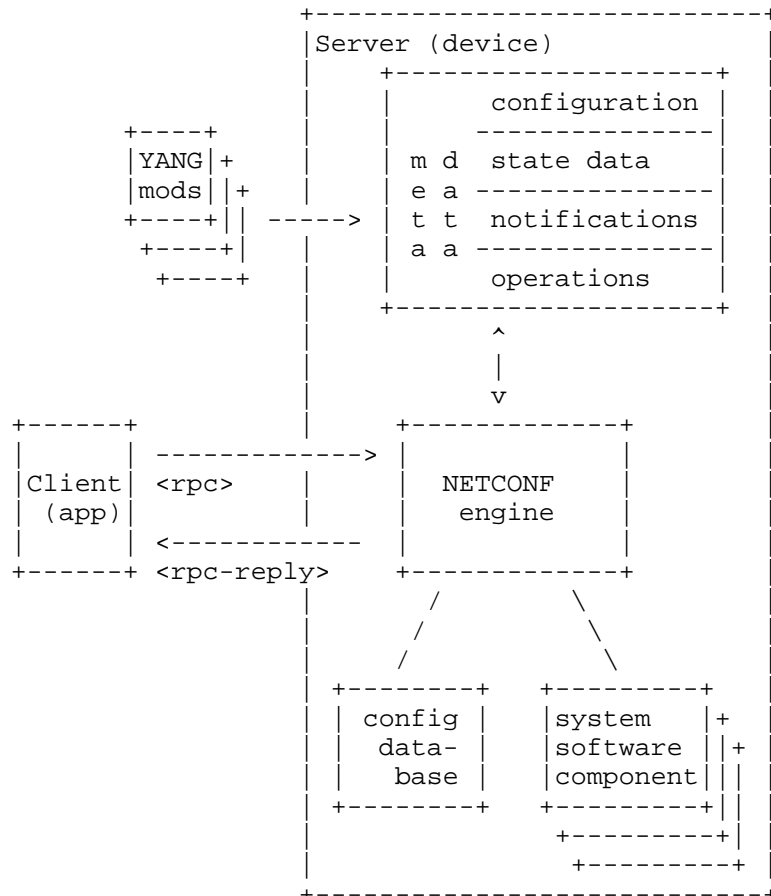 Server (device)
configuration
YANG
mods
m d state data
e a
t t notifications
a a
operations
Client
(app)
<rpc>
NETCONF
engine
<rpc-reply>
config
data-
base
system
software
component